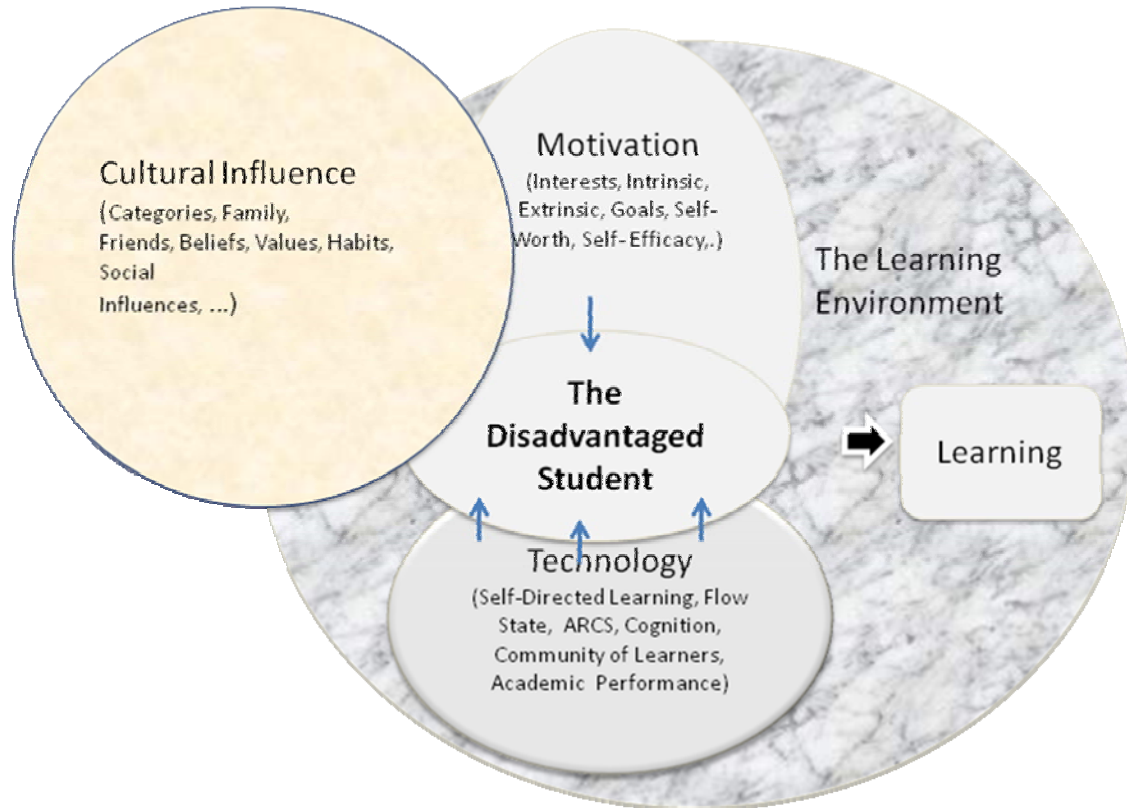 Cultural Influence
(Categories, Family,
Friends, Beliefs, Values, Habits,
Social
Influences, ...)
Motivation
(Interests, Intrinsic,
Extrinsic, Goals, Self-
Worth, Self-Efficacy,.)
The Learning
Environment
The
Disadvantaged
Student
Learning
Technology
(Self-Directed Learning, Flow
State, ARCS, Cognition,
Community of Learners,
Academic Performance)